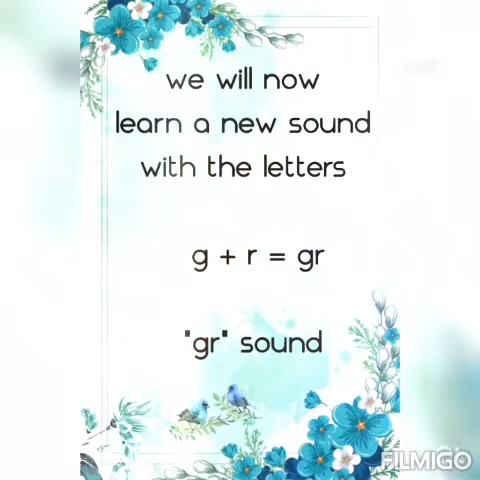 we will now
learn a new sound
with the letters
g + r = gr
"gr" sound
FILMIGO